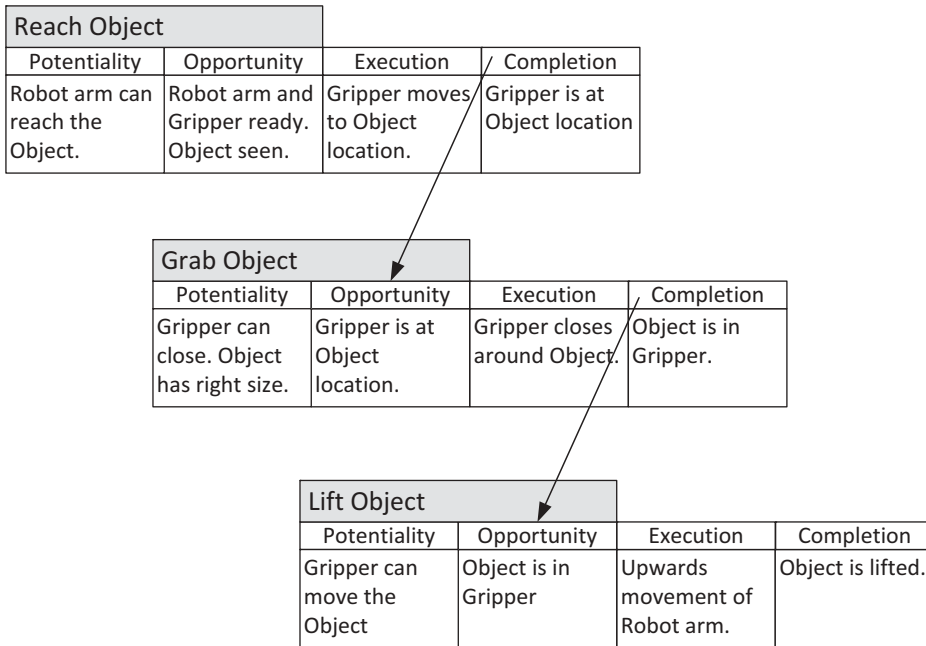 Reach Object
Potentiality Opportunity Execution Completion
Robot arm can Robot arm and Gripper moves Gripper is at
reach the Gripper ready. to Object Object location
Object. Object seen. location.
Grab Object
Potentiality Opportunity Execution Completion
Gripper can Gripper is at Gripper closes Object is in
close. Object Object around Object. Gripper.
has right size. location.
Lift Object
Potentiality Opportunity Execution Completion
Gripper can Object is in Upwards Object is lifted.
move the Gripper movement of
Object Robot arm.